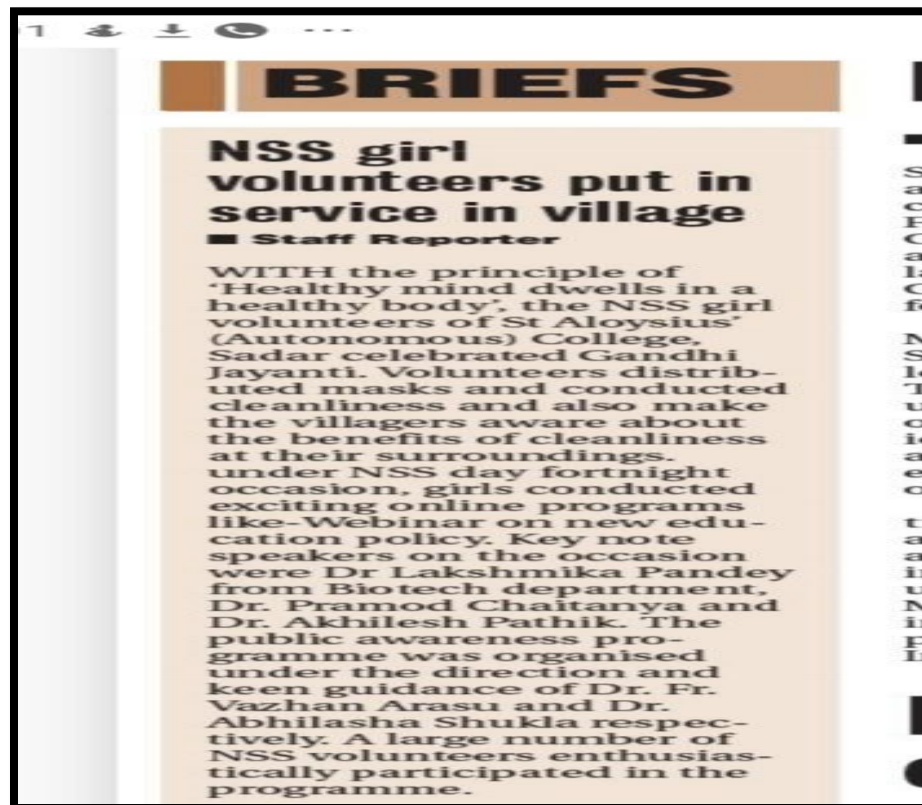 BRIEFS
NSS girl
volunteers put in
service in village
■ Staff Reporter
WITH the principle of
‘Healthy mind dwells in a
healthy body’, the NSS girl
volunteers of St Aloysius’
(Autonomous) College,
Sadar celebrated Gandhi
Jayanti. Volunteers distrib-
uted masks and conducted
cleanliness and also make
the villagers aware about
the benefits of cleanliness
at their surroundings.
under NSS day fortnight
occasion, girls conducted
exciting online programs
like-Webinar on new edu-
cation policy. Key note
speakers on the occasion
were Dr Lakshmika Pandey
from Biotech department,
Dr. Pramod Chaitanya and
Dr. Akhilesh Pathik. The
public awareness pro-
gramme was organised
under the direction and
keen guidance of Dr. Fr.
Vazhan Arasu and Dr.
Abhilasha Shukla respec-
tively. A large number of
NSS volunteers enthusias-
tically participated in the
programme.